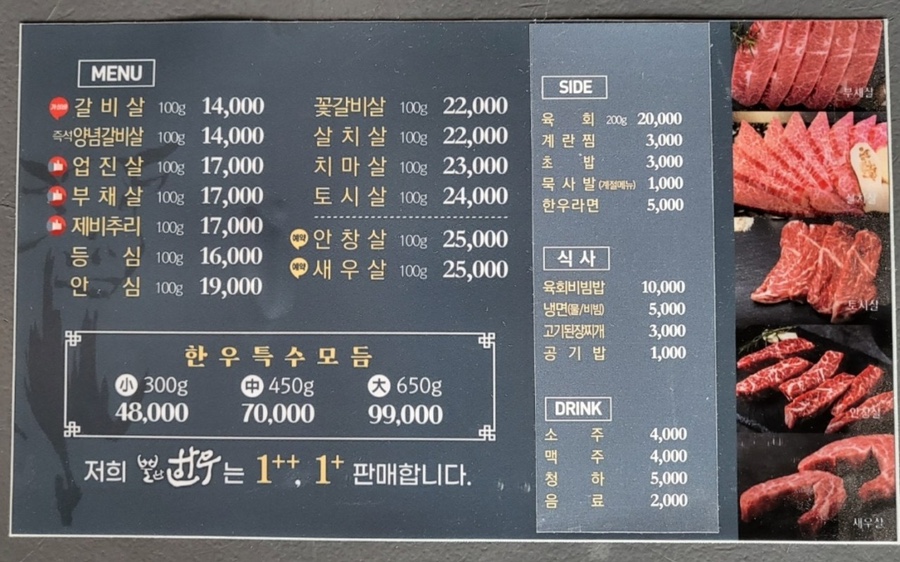 MENU
갈비살 100g 14,000
즉석양념갈비살 100g 14,000
업진살 100g 17,000
부채살 100g 17,000
제비추리 100g 17,000
등심 100g 16,000
안심 100g 19,000
꽃갈비살 100g 22,000
살치살 100g 22,000
치마살 100g 23,000
토시살 100g 24,000
예약 안창살 100g 25,000
예약 새우살 100g 25,000
한우특수모듬
小 300g 中 450g 大 650g
48,000 70,000 99,000
저희 한우는 1++, 1+ 판매합니다.
SIDE
육회 200g 20,000
계란찜 3,000
초밥 3,000
묵사발(계절메뉴) 1,000
한우라면 5,000
식사
육회비빔밥 10,000
냉면(물/비빔) 5,000
고기된장찌개 3,000
공기밥 1,000
DRINK
소주 4,000
맥주 4,000
청하 5,000
음료 2,000
토시살
안창살
새우살